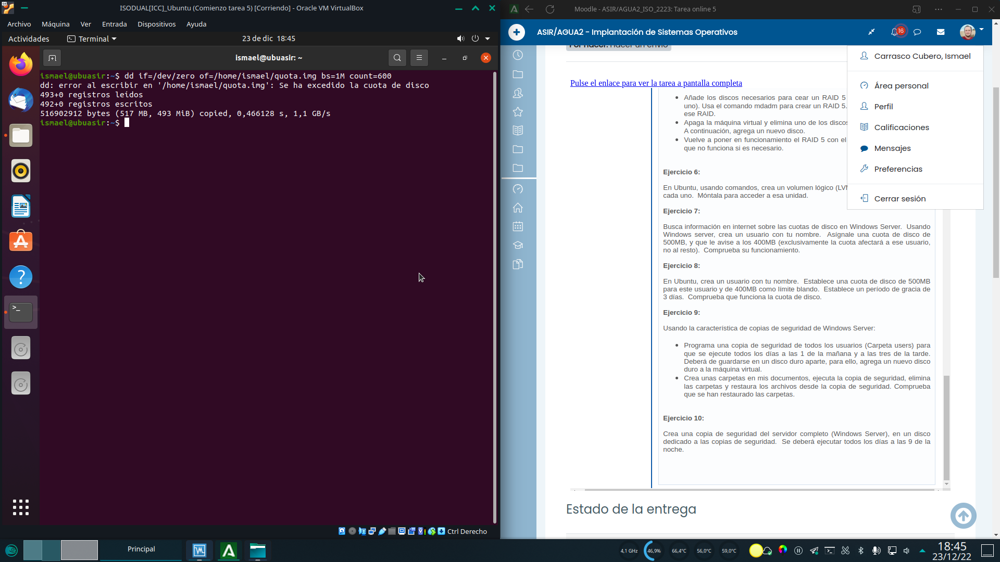 ISODUAL[ICC]_Ubuntu (Comienzo tarea 5) [Corriendo] - Oracle VM VirtualBox
Archivo Máquina Ver Entrada Dispositivos Ayuda
Actividades Terminal 23 de dic 18:45
ismael@ubuasir: ~
ismael@ubuasir:~$ dd if=/dev/zero of=/home/ismael/quota.img bs=1M count=600
dd: error al escribir en '/home/ismael/quota.img': Se ha excedido la cuota de disco
493+0 registros leídos
492+0 registros escritos
516902912 bytes (517 MB, 493 MiB) copied, 0,466128 s, 1,1 GB/s
ismael@ubuasir:~$
Ctrl Derecho
Moodle - ASIR/AGUA2_ISO_2223: Tarea online 5
ASIR/AGUA2 - Implantación de Sistemas Operativos
16
Por hacer: Hacer un envío
Carrasco Cubero, Ismael
Área personal
Perfil
Calificaciones
Mensajes
Preferencias
Cerrar sesión
Pulse el enlace para ver la tarea a pantalla completa
Añade los discos necesarios para cear un RAID 5
uno). Usa el comando mdadm para crear un RAID 5.
ese RAID.
Apaga la máquina virtual y elimina uno de los discos
A continuación, agrega un nuevo disco.
Vuelve a poner en funcionamiento el RAID 5 con el
que no funciona si es necesario.
Ejercicio 6:
En Ubuntu, usando comandos, crea un volumen lógico (LVM
cada uno. Móntala para acceder a esa unidad.
Ejercicio 7:
Busca información en internet sobre las cuotas de disco en Windows Server. Usando
Windows server, crea un usuario con tu nombre. Asígnale una cuota de disco de
500MB, y que le avise a los 400MB (exclusivamente la cuota afectará a ese usuario,
no al resto). Comprueba su funcionamiento.
Ejercicio 8:
En Ubuntu, crea un usuario con tu nombre. Establece una cuota de disco de 500MB
para este usuario y de 400MB como límite blando. Establece un período de gracia de
3 días. Comprueba que funciona la cuota de disco.
Ejercicio 9:
Usando la característica de copias de seguridad de Windows Server:
Programa una copia de seguridad de todos los usuarios (Carpeta users) para
que se ejecute todos los días a las 1 de la mañana y a las tres de la tarde.
Deberá de guardarse en un disco duro aparte, para ello, agrega un nuevo disco
duro a la máquina virtual.
Crea unas carpetas en mis documentos, ejecuta la copia de seguridad, elimina
las carpetas y restaura los archivos desde la copia de seguridad. Comprueba
que se han restaurado las carpetas.
Ejercicio 10:
Crea una copia de seguridad del servidor completo (Windows Server), en un disco
dedicado a las copias de seguridad. Se deberá ejecutar todos los días a las 9 de la
noche.
Estado de la entrega
Principal
4,1 GHz 46,9% 66,4°C 56,0°C 59,0°C
18:45
23/12/22